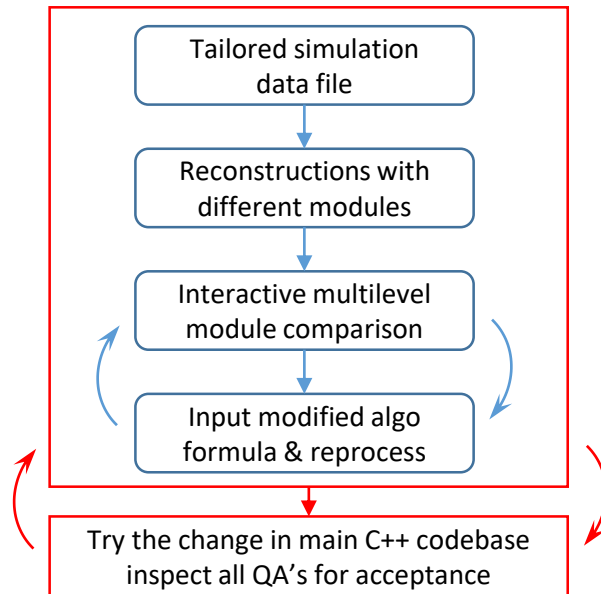 Tailored simulation
data file
Reconstructions with
different modules
Interactive multilevel
module comparison
Input modified algo
formula & reprocess
Try the change in main C++ codebase
inspect all QA’s for acceptance